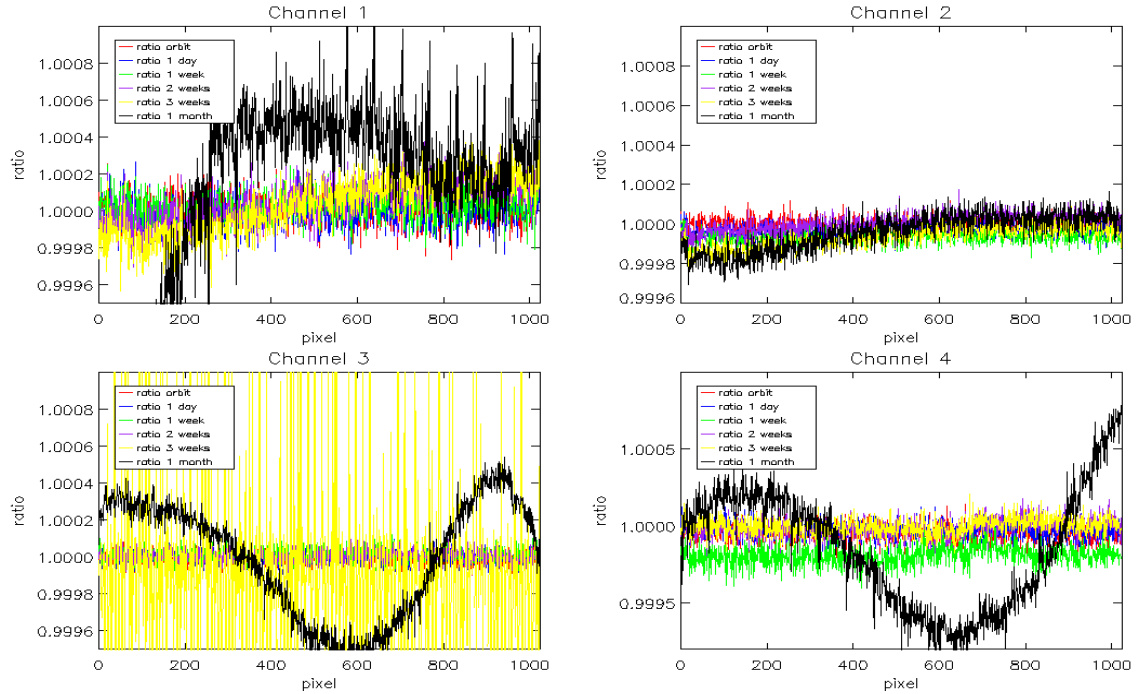 Channel 1
ratio orbit
ratio 1 day
ratio 1 week
ratio 2 weeks
ratio 3 weeks
ratio 1 month
1.0008
1.0006
1.0004
1.0002
1.0000
0.9998
0.9996
ratio
0 200 400 600 800 1000
pixel
Channel 2
ratio orbit
ratio 1 day
ratio 1 week
ratio 2 weeks
ratio 3 weeks
ratio 1 month
1.0008
1.0006
1.0004
1.0002
1.0000
0.9998
0.9996
ratio
0 200 400 600 800 1000
pixel
Channel 3
ratio orbit
ratio 1 day
ratio 1 week
ratio 2 weeks
ratio 3 weeks
ratio 1 month
1.0008
1.0006
1.0004
1.0002
1.0000
0.9998
0.9996
ratio
0 200 400 600 800 1000
pixel
Channel 4
ratio orbit
ratio 1 day
ratio 1 week
ratio 2 weeks
ratio 3 weeks
ratio 1 month
1.0005
1.0000
0.9995
ratio
0 200 400 600 800 1000
pixel